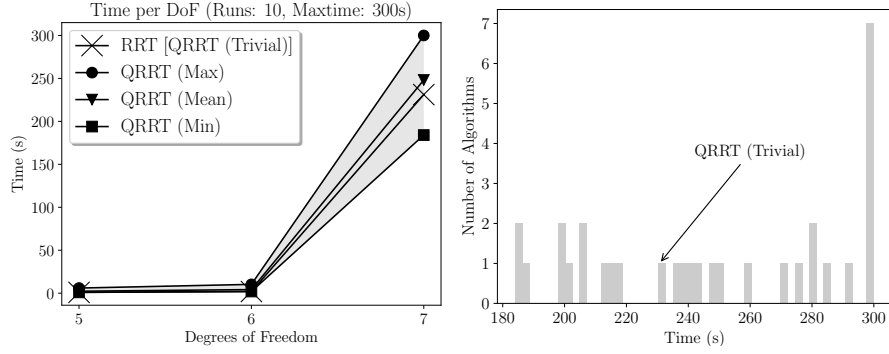 Time per DoF (Runs: 10, Maxtime: 300s)
RRT [QRRT (Trivial)]
QRRT (Max)
QRRT (Mean)
QRRT (Min)
Time (s)
300
250
200
150
100
50
0
5
6
7
Degrees of Freedom
Number of Algorithms
7
6
5
4
3
2
1
0
QRRT (Trivial)
180
200
220
240
260
280
300
Time (s)